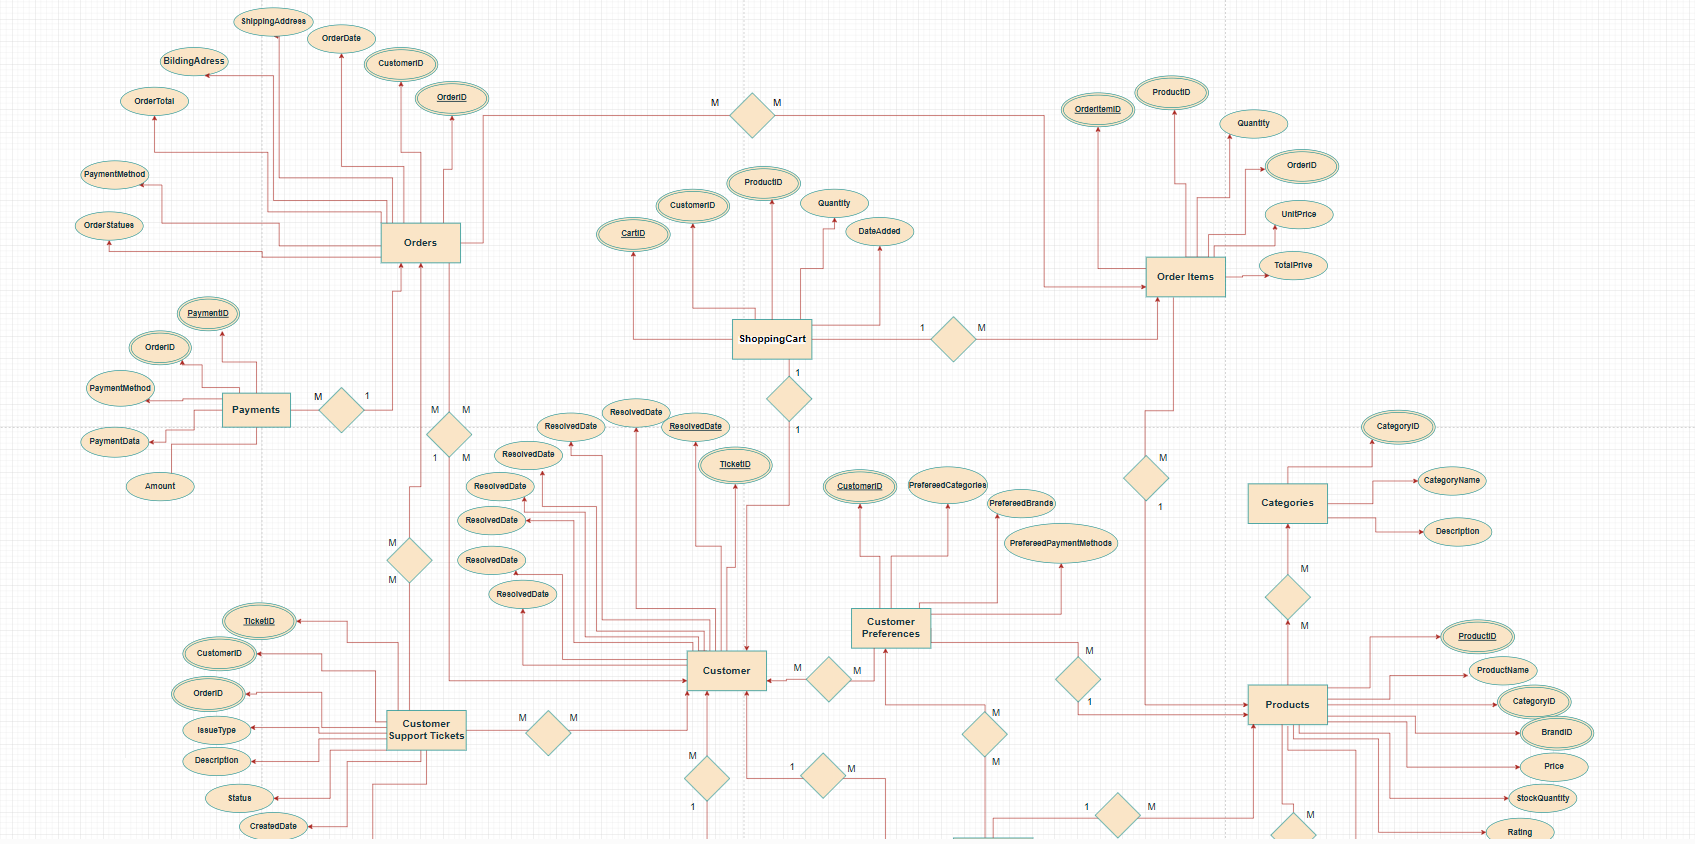 ShippingAddress
OrderDate
BildingAdress
CustomerID
OrderTotal
OrderID
PaymentMethod
OrderStatues
Orders
M
M
OrderItemID
ProductID
Quantity
OrderID
UnitPrice
TotalPrive
Order Items
CartID
CustomerID
ProductID
Quantity
DateAdded
ShoppingCart
1
M
1
1
PaymentID
OrderID
PaymentMethod
PaymentData
Amount
Payments
M
1
M
M
1
M
M
M
ResolvedDate
ResolvedDate
ResolvedDate
ResolvedDate
ResolvedDate
ResolvedDate
ResolvedDate
ResolvedDate
TicketID
Customer
CustomerID
PrefereedCategories
PrefereedBrands
PrefereedPaymentMethods
Customer
Preferences
M
M
M
1
M
1
CategoryID
CategoryName
Description
Categories
M
M
ProductID
ProductName
CategoryID
BrandID
Price
StockQuantity
Rating
Products
TicketID
CustomerID
OrderID
IssueType
Description
Status
CreatedDate
Customer
Support Tickets
M
M
M
1
1
M
M
M
1
M
M